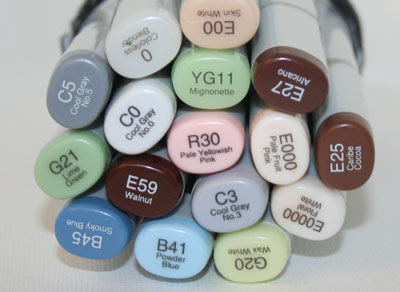 E00
Skin White
0
Colorless
Blender
C5
Cool Gray
No.5
YG11
Mignonette
E27
Africano
C0
Cool Gray
No.0
R30
Pale Yellowish
Pink
E000
Pale Fruit
Pink
E25
Caribe
Cocoa
G21
Lime
Green
E59
Walnut
C3
Cool Gray
No.3
E0000
Floral
White
B45
Smoky Blue
B41
Powder
Blue
G20
Wax White